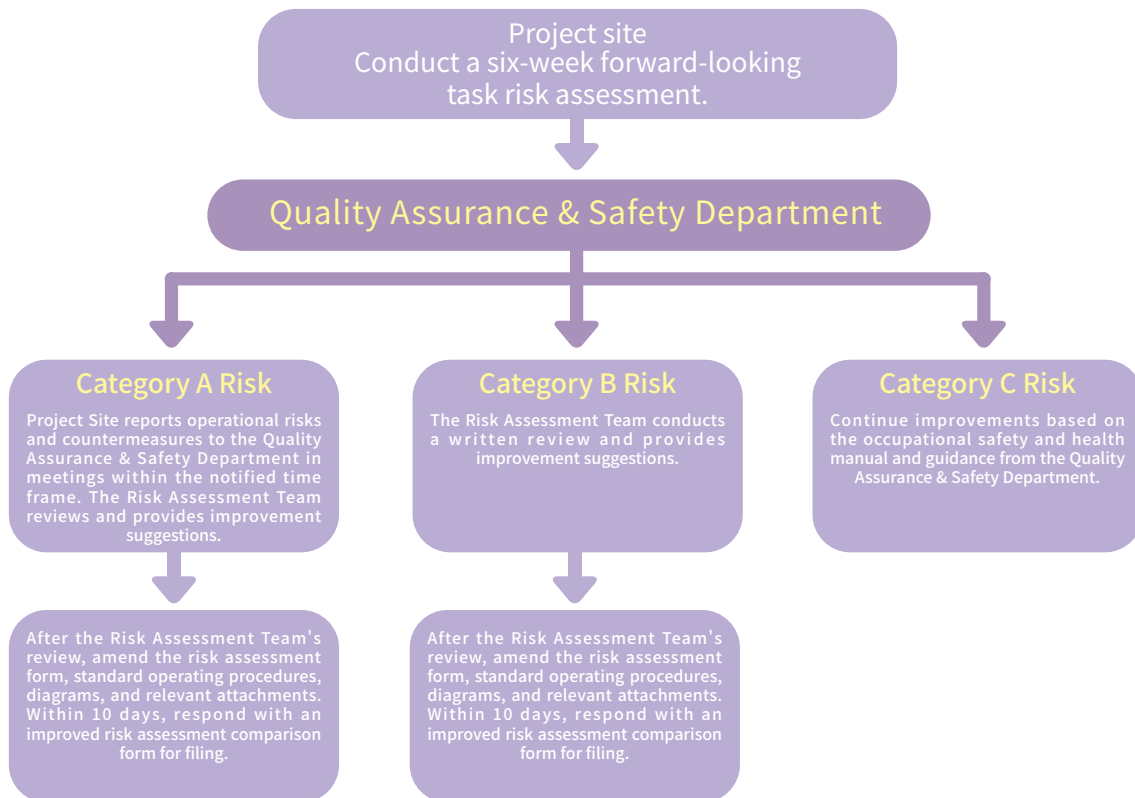 Project site
Conduct a six-week forward-looking
task risk assessment.
Quality Assurance & Safety Department
Category A Risk
Project Site reports operational risks
and countermeasures to the Quality
Assurance & Safety Department in
meetings within the notified time
frame. The Risk Assessment Team
reviews and provides improvement
suggestions.
Category B Risk
The Risk Assessment Team conducts
a written review and provides
improvement suggestions.
Category C Risk
Continue improvements based on
the occupational safety and health
manual and guidance from the Quality
Assurance & Safety Department.
After the Risk Assessment Team's
review, amend the risk assessment
form, standard operating procedures,
diagrams, and relevant attachments.
Within 10 days, respond with an
improved risk assessment comparison
form for filing.
After the Risk Assessment Team's
review, amend the risk assessment
form, standard operating procedures,
diagrams, and relevant attachments.
Within 10 days, respond with an
improved risk assessment comparison
form for filing.